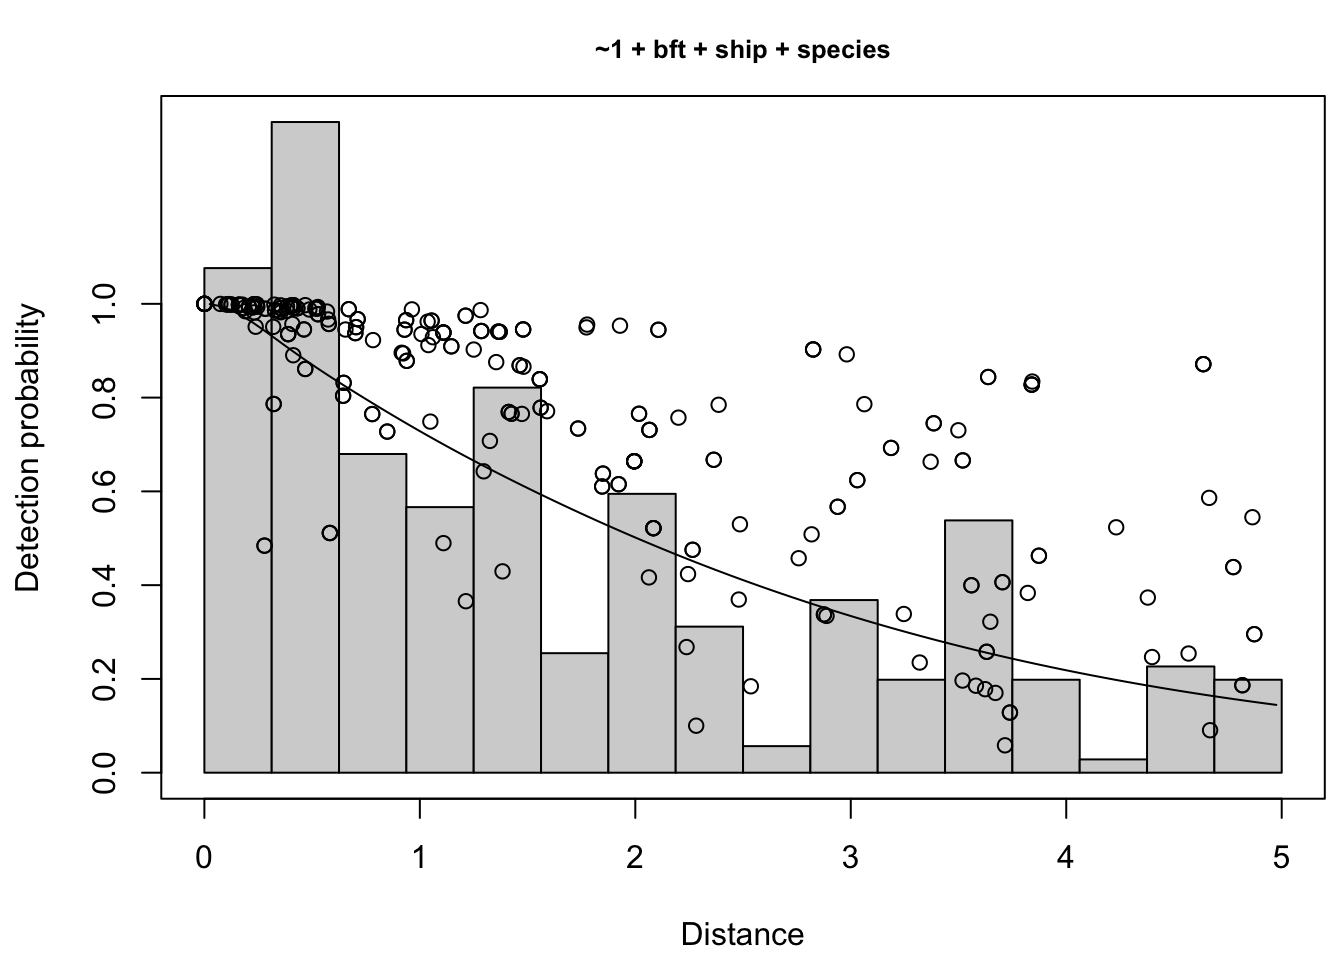 ~1 + bft + ship + species
Detection probability
1.0
0.8
0.6
0.4
0.2
0.0
0 1 2 3 4 5
Distance